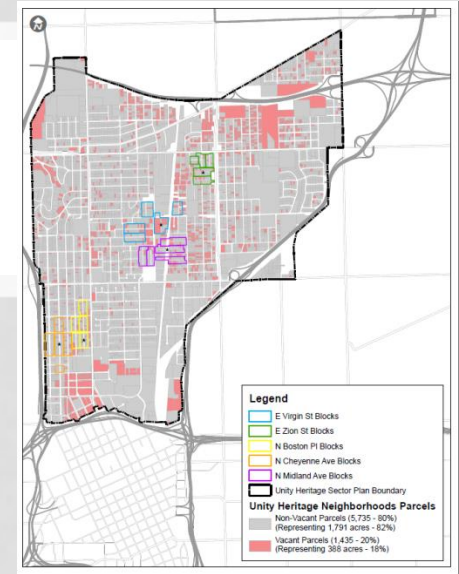 N
Legend
E Virgin St Blocks
E Zion St Blocks
N Boston Pl Blocks
N Cheyenne Ave Blocks
N Midland Ave Blocks
Unity Heritage Sector Plan Boundary
Unity Heritage Neighborhoods Parcels
Non-Vacant Parcels (5,735 - 80%)
(Representing 1,791 acres - 82%)
Vacant Parcels (1,435 - 20%)
(Representing 388 acres - 18%)